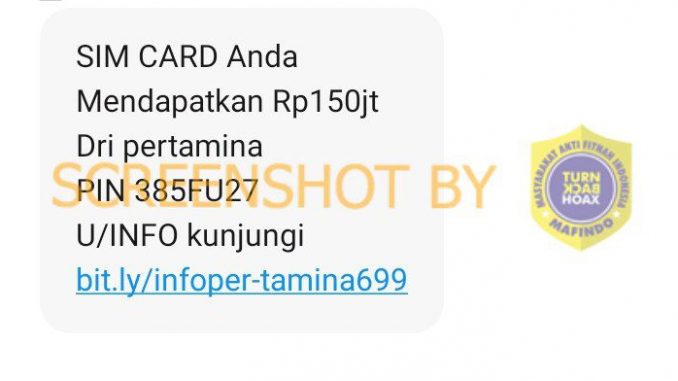 SIM CARD Anda
Mendapatkan Rp150jt
Dri pertamina
PIN 385FU27
U/INFO kunjungi
bit.ly/infoper-tamina699
SCREENSHOT BY
MASYARAKAT ANTI FITNAH INDONESIA
TURN
BACK
HOAX
MAFINDO